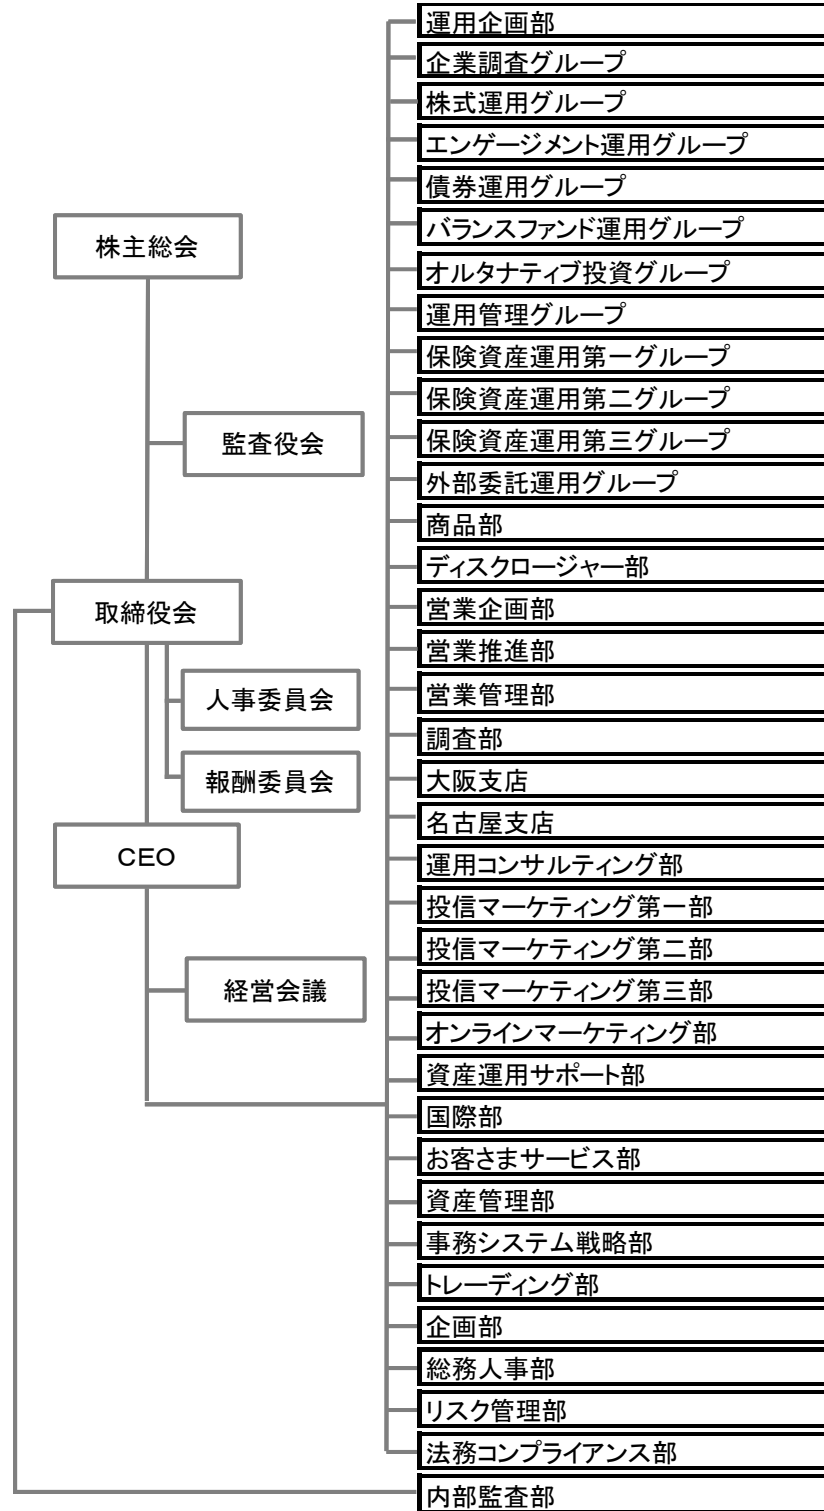 株主総会
監査役会
取締役会
人事委員会
報酬委員会
CEO
経営会議
運用企画部
企業調査グループ
株式運用グループ
エンゲージメント運用グループ
債券運用グループ
バランスファンド運用グループ
オルタナティブ投資グループ
運用管理グループ
保険資産運用第一グループ
保険資産運用第二グループ
保険資産運用第三グループ
外部委託運用グループ
商品部
ディスクロージャー部
営業企画部
営業推進部
営業管理部
調査部
大阪支店
名古屋支店
運用コンサルティング部
投信マーケティング第一部
投信マーケティング第二部
投信マーケティング第三部
オンラインマーケティング部
資産運用サポート部
国際部
お客さまサービス部
資産管理部
事務システム戦略部
トレーディング部
企画部
総務人事部
リスク管理部
法務コンプライアンス部
内部監査部